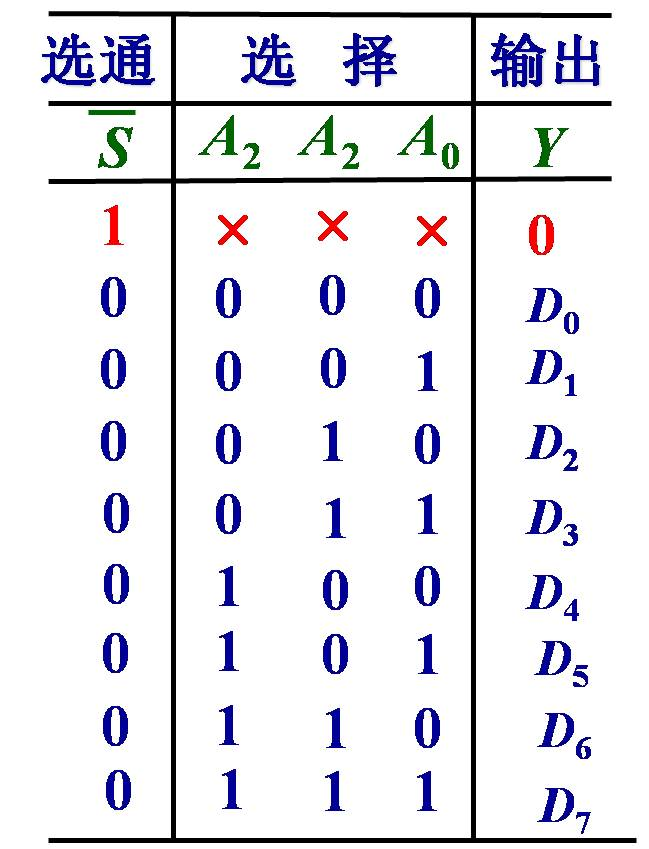 选通 选 择 输出
S̅ A₂ A₂ A₀ Y
1 × × × 0
0 0 0 0 D₀
0 0 0 1 D₁
0 0 1 0 D₂
0 0 1 1 D₃
0 1 0 0 D₄
0 1 0 1 D₅
0 1 1 0 D₆
0 1 1 1 D₇